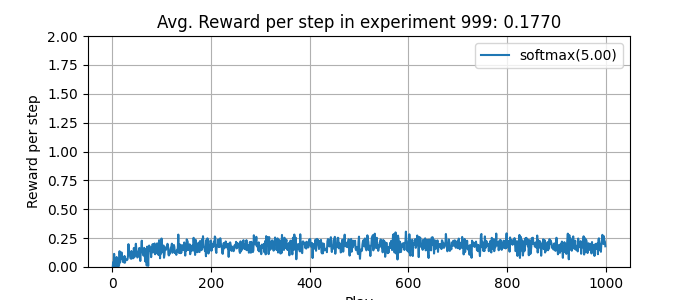 Avg. Reward per step in experiment 999: 0.1770
2.00
1.75
1.50
1.25
1.00
0.75
0.50
0.25
0.00
Reward per step
softmax(5.00)
0 200 400 600 800 1000
Play